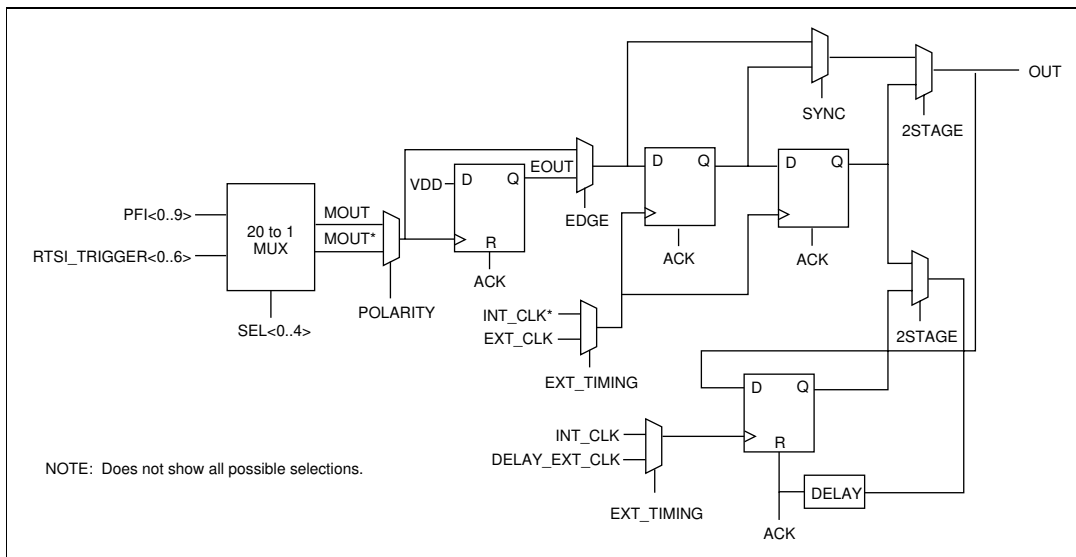 OUT
SYNC
2STAGE
D
Q
D
Q
EOUT
VDD
D
Q
R
EDGE
ACK
ACK
ACK
PFI<0..9>
RTSI_TRIGGER<0..6>
20 to 1
MUX
MOUT
MOUT*
SEL<0..4>
POLARITY
INT_CLK*
EXT_CLK
EXT_TIMING
2STAGE
D
Q
R
INT_CLK
DELAY_EXT_CLK
EXT_TIMING
DELAY
ACK
NOTE:  Does not show all possible selections.